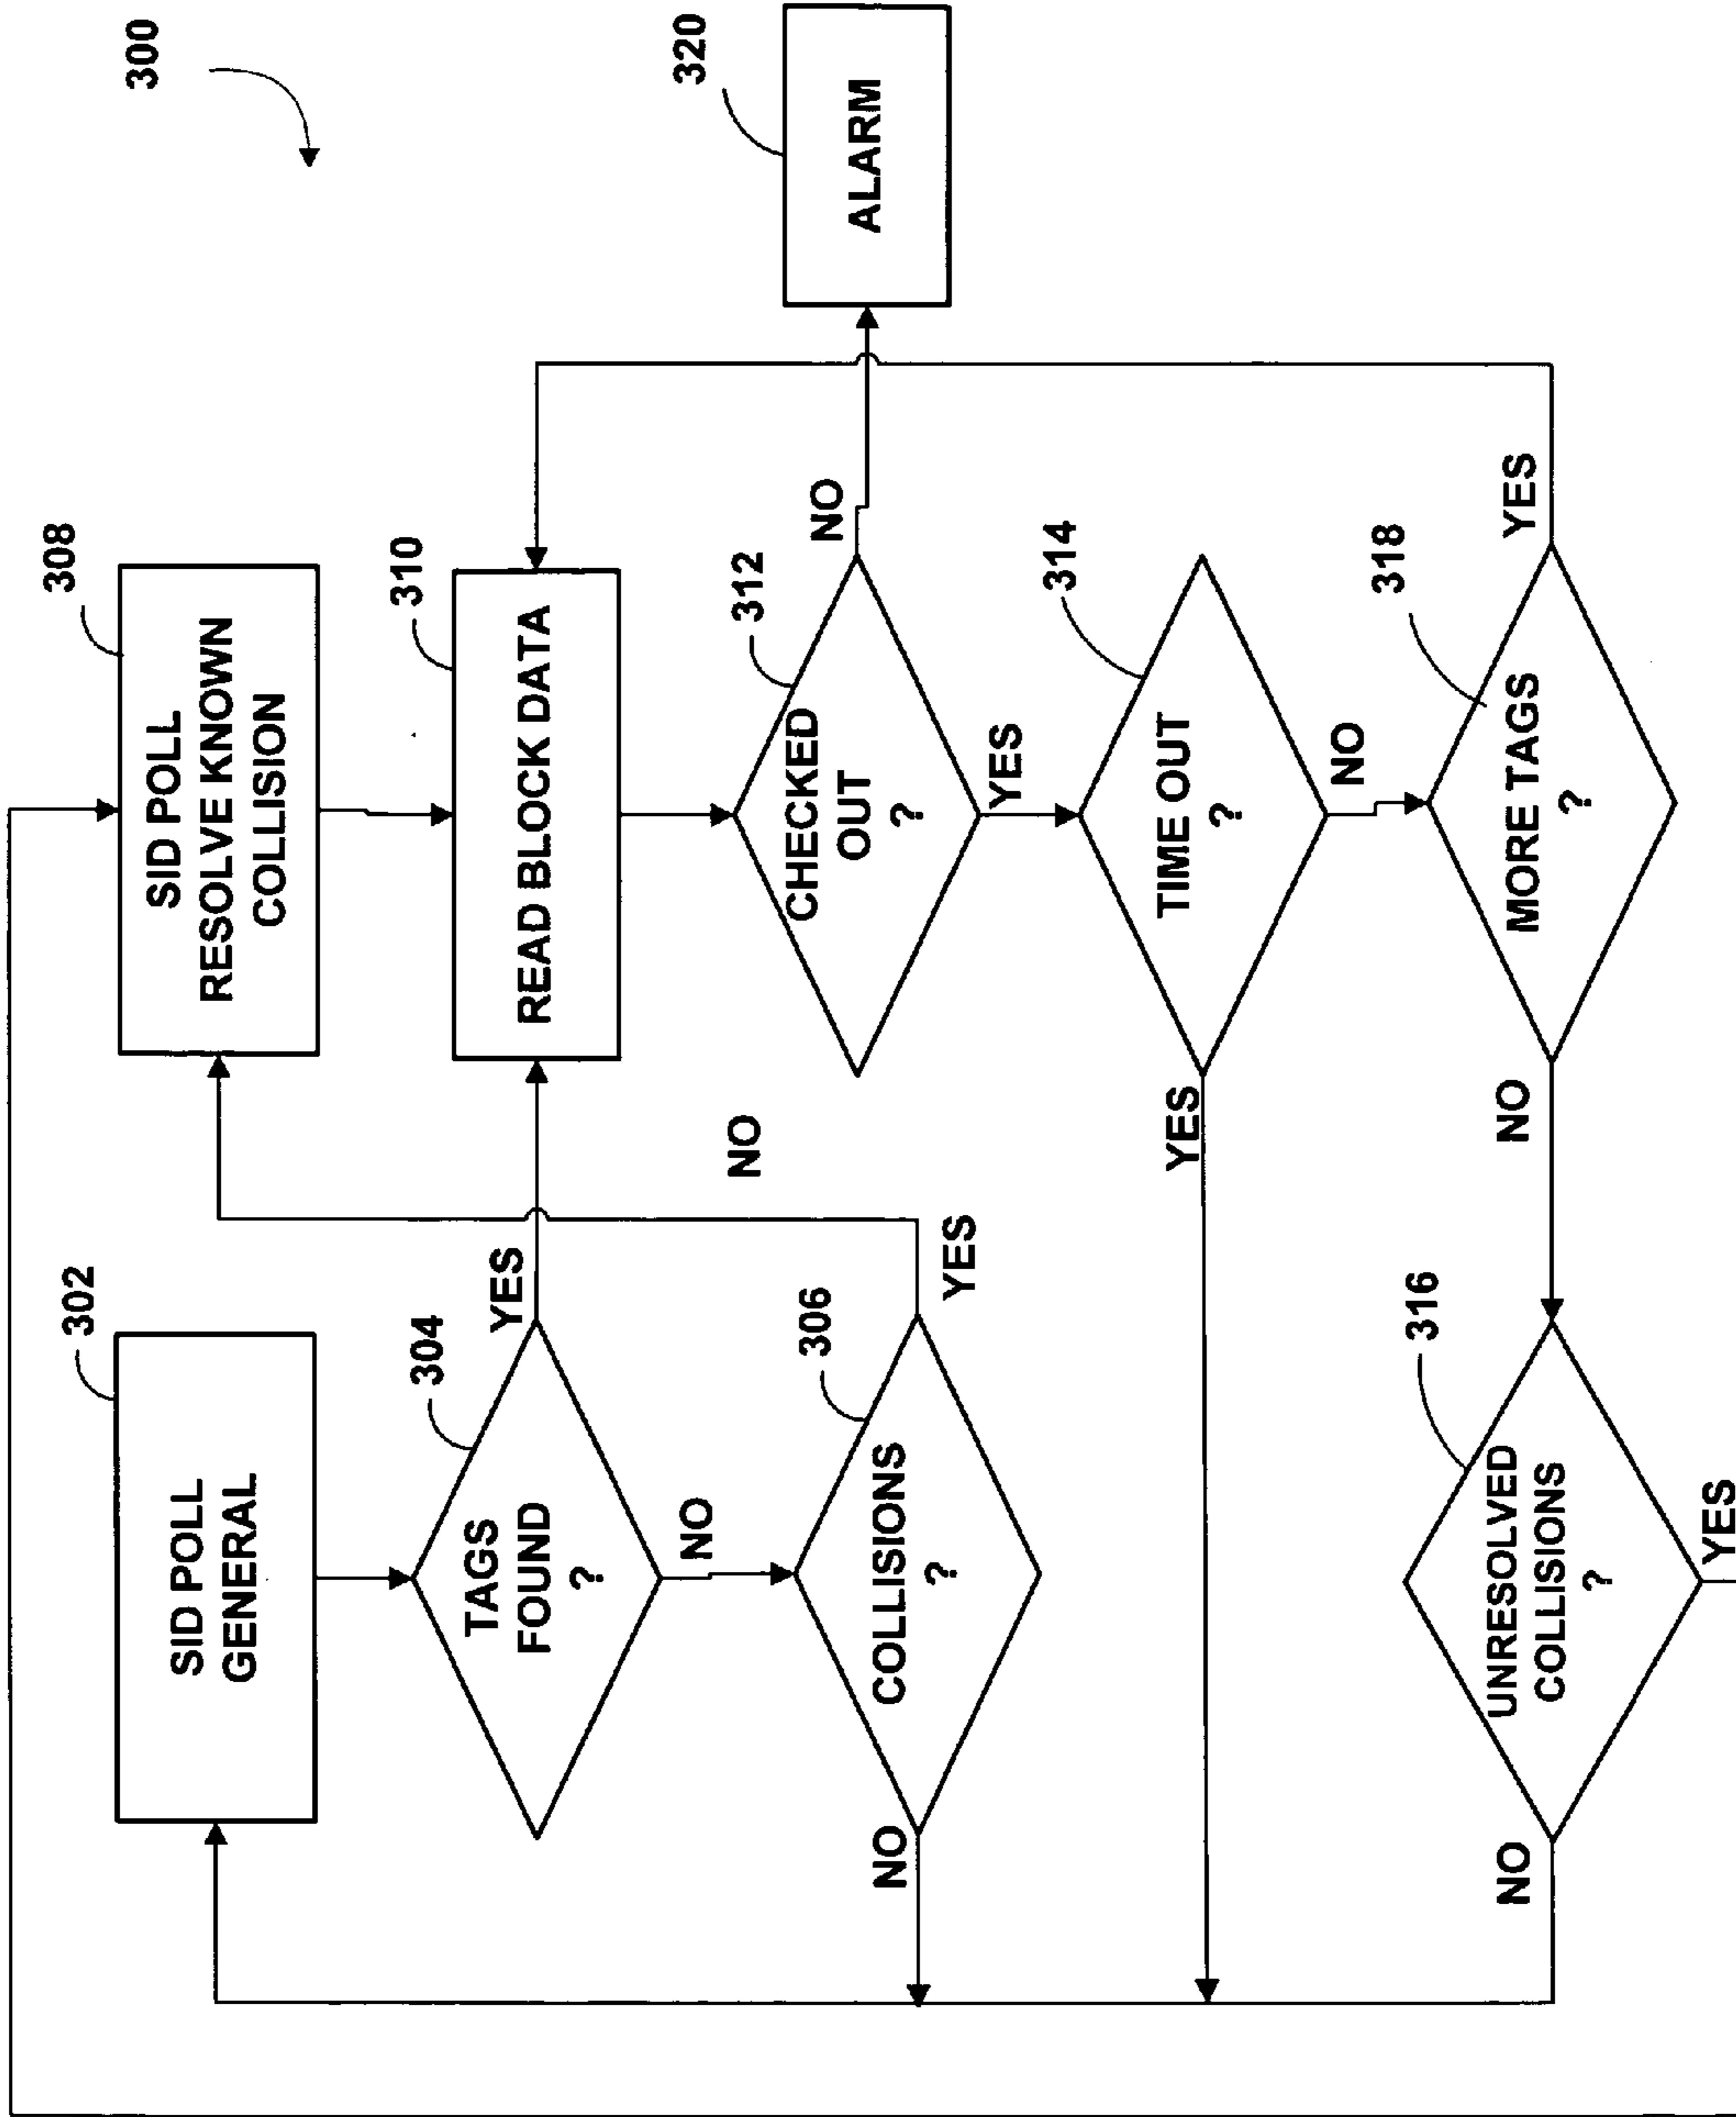 300
302
SID POLL
GENERAL
304
TAGS
FOUND
?
YES
NO
306
COLLISIONS
?
YES
NO
308
SID POLL
RESOLVE KNOWN
COLLISION
310
READ BLOCK DATA
NO
312
CHECKED
OUT
?
NO
YES
320
ALARM
314
TIME OUT
?
YES
NO
318
MORE TAGS
?
YES
NO
316
UNRESOLVED
COLLISIONS
?
NO
YES